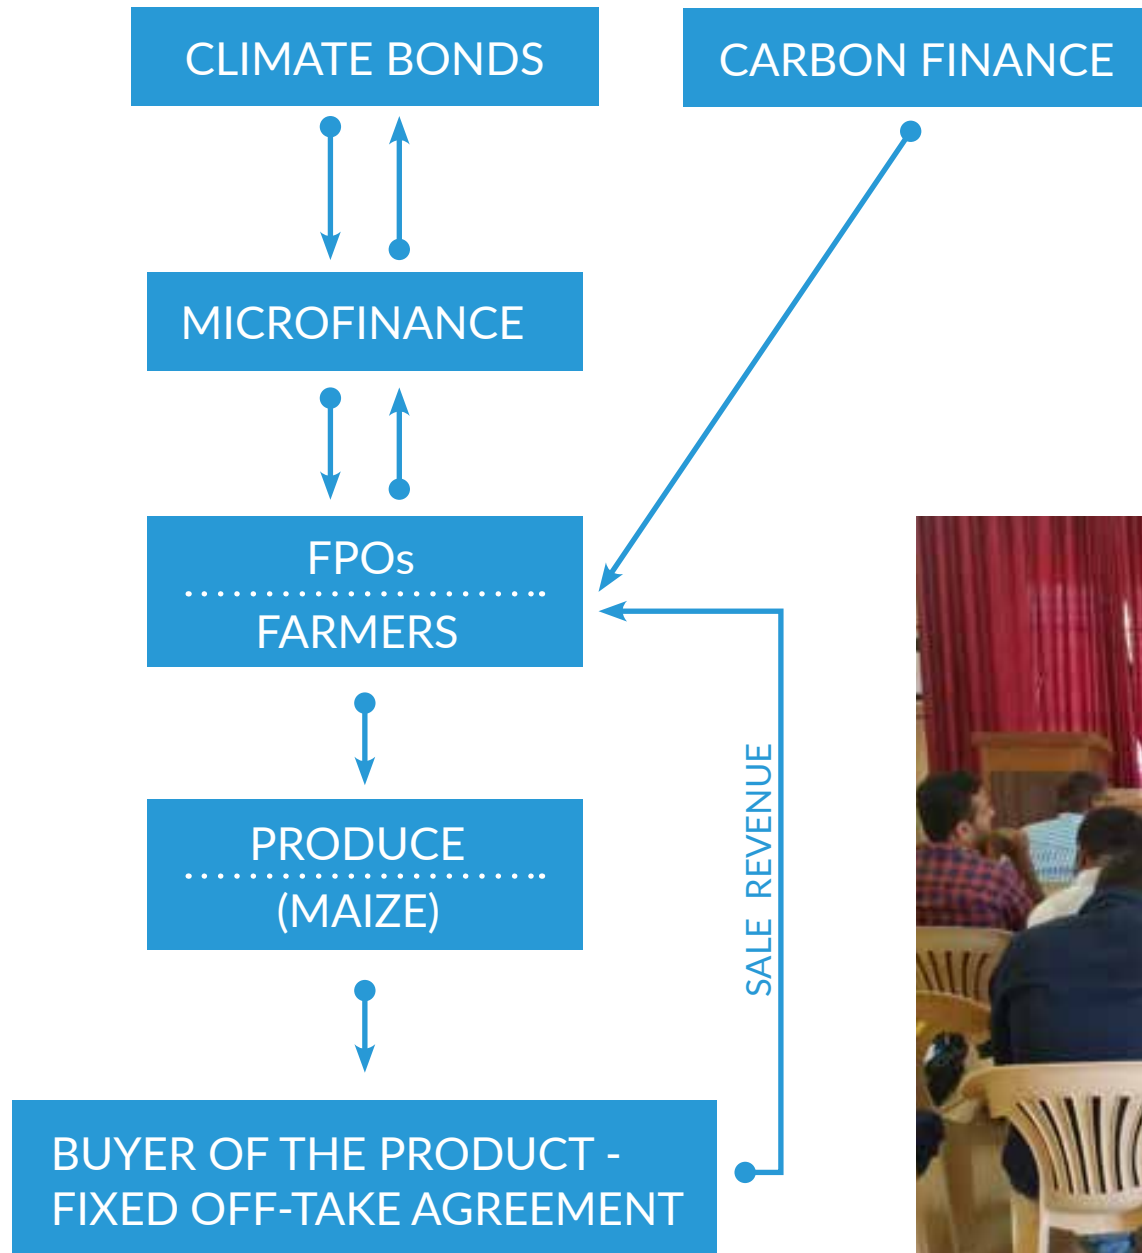 CLIMATE BONDS
CARBON FINANCE
MICROFINANCE
FPOs
FARMERS
PRODUCE
(MAIZE)
SALE REVENUE
BUYER OF THE PRODUCT -
FIXED OFF-TAKE AGREEMENT